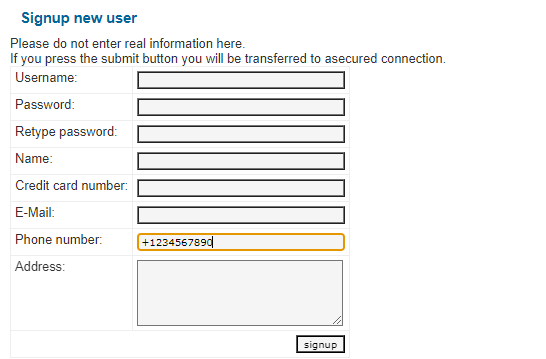 Signup new user
Please do not enter real information here.
If you press the submit button you will be transferred to asecured connection.
Username:
Password:
Retype password:
Name:
Credit card number:
E-Mail:
Phone number: +1234567890
Address:
signup